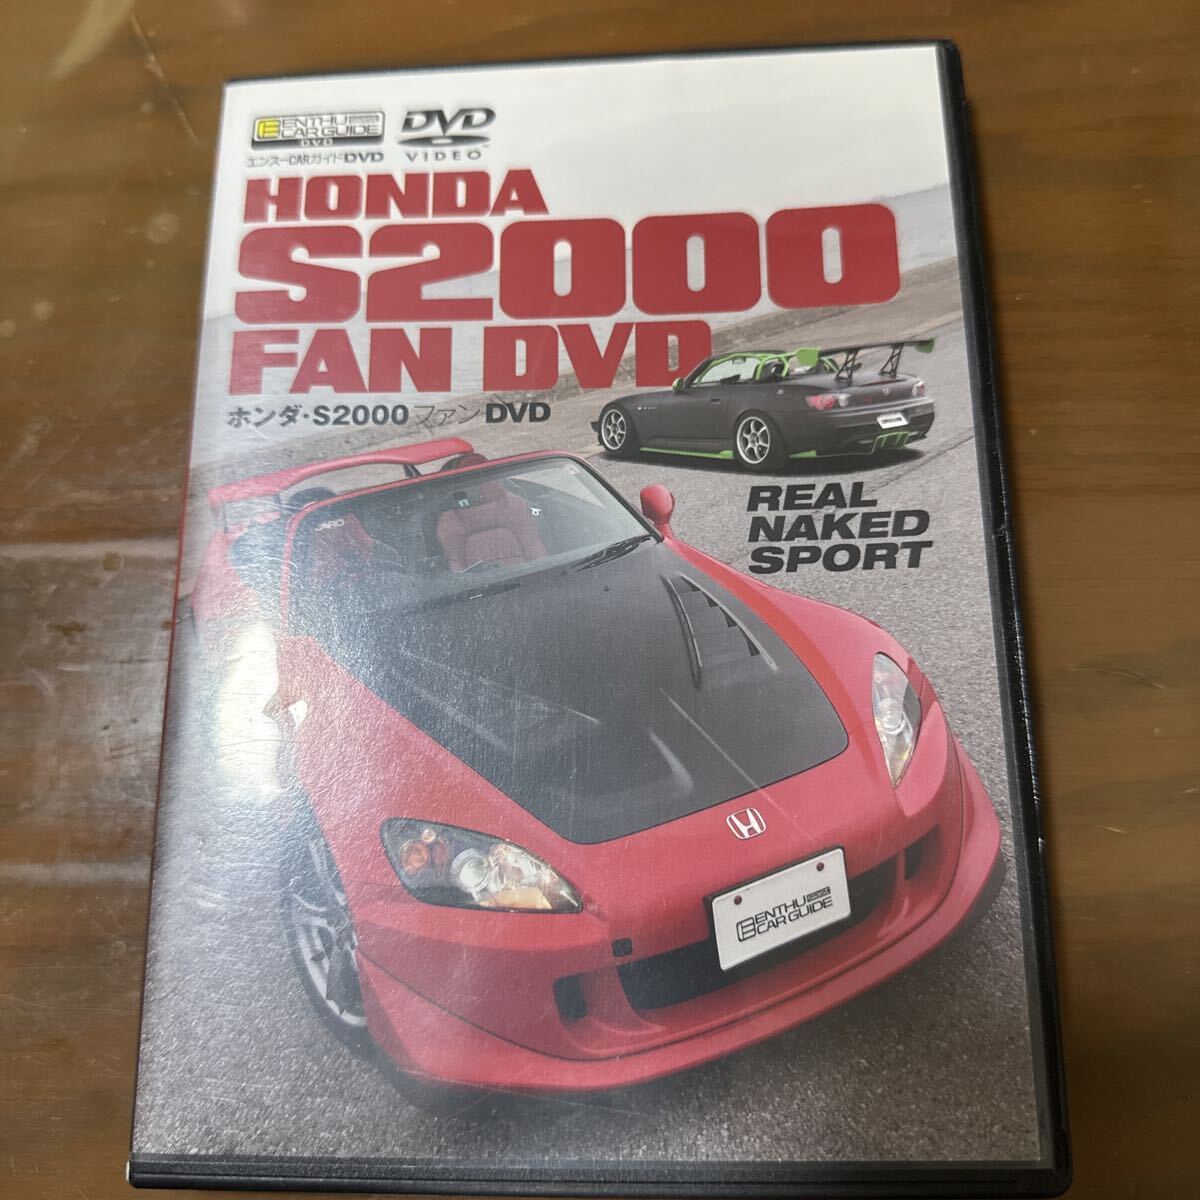 ENTHU
CAR GUIDE
DVD
エンスーCARガイドDVD
DVD
VIDEO
HONDA
S2000
FAN DVD
ホンダ・S2000ファンDVD
REAL
NAKED
SPORT
ENTHU
CAR GUIDE